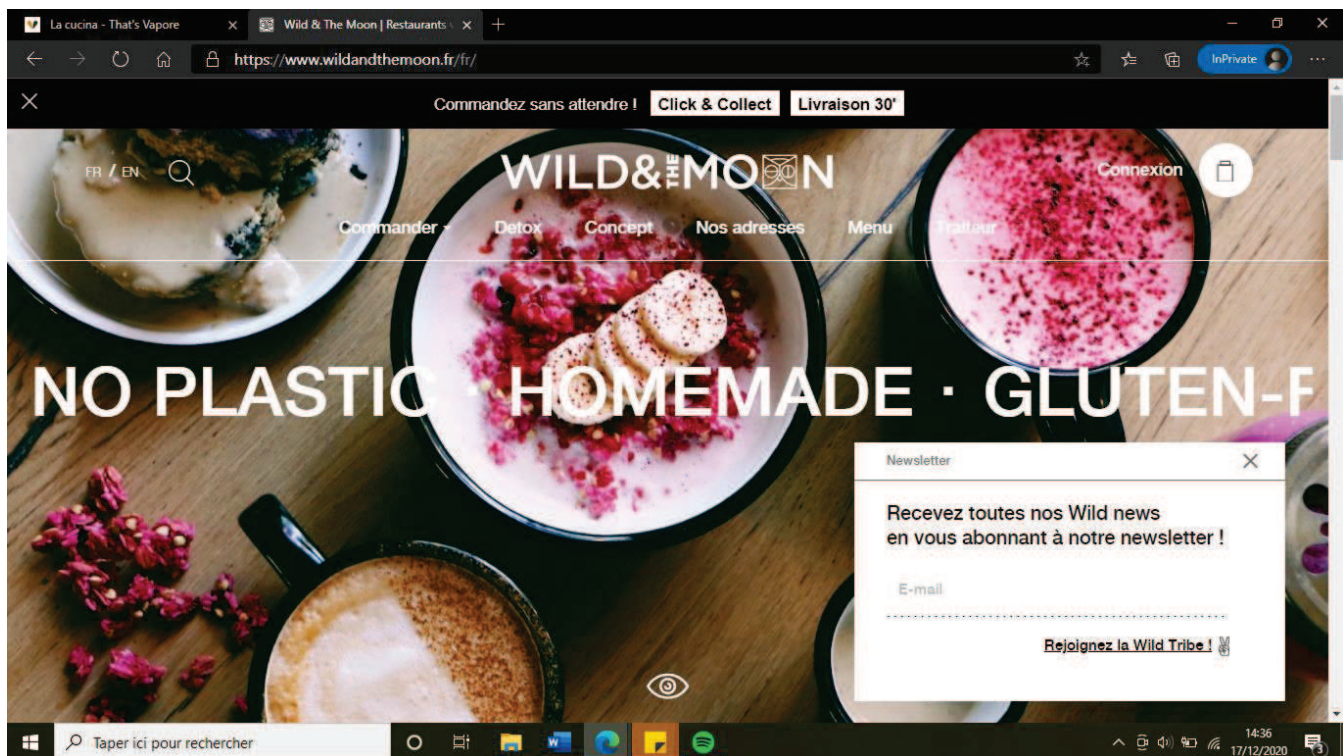 La cucina - That's Vapore
Wild & The Moon | Restaurants
https://www.wildandthemoon.fr/fr/
InPrivate
Commandez sans attendre !
Click & Collect
Livraison 30'
FR / EN
WILD&THE MOON
Connexion
Commander
Detox
Concept
Nos adresses
Menu
Traiteur
NO PLASTIC · HOMEMADE · GLUTEN-F
Newsletter
Recevez toutes nos Wild news
en vous abonnant à notre newsletter !
E-mail
Rejoignez la Wild Tribe !
Taper ici pour rechercher
14:36
17/12/2020